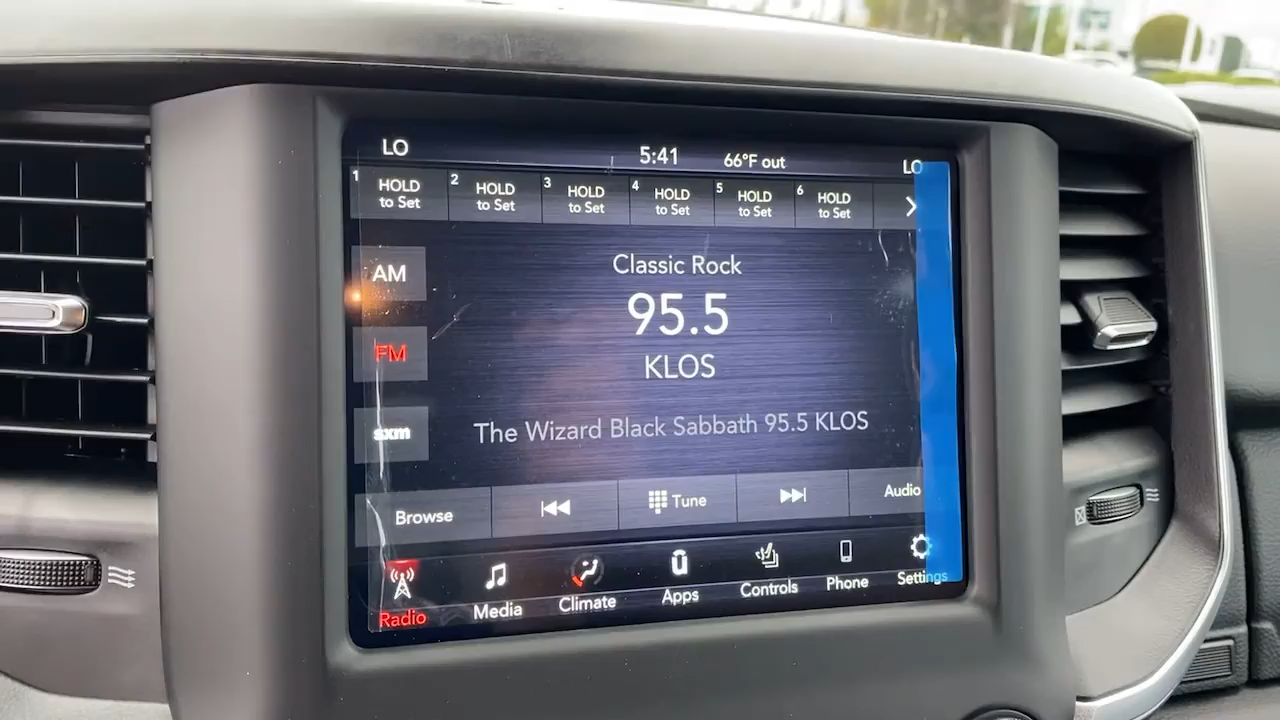 LO 5:41 66°F out LO
1 HOLD to Set
2 HOLD to Set
3 HOLD to Set
4 HOLD to Set
5 HOLD to Set
6 HOLD to Set
AM
Classic Rock
95.5
FM
KLOS
sxm
The Wizard Black Sabbath 95.5 KLOS
Browse Tune Audio
Radio Media Climate Apps Controls Phone Settings